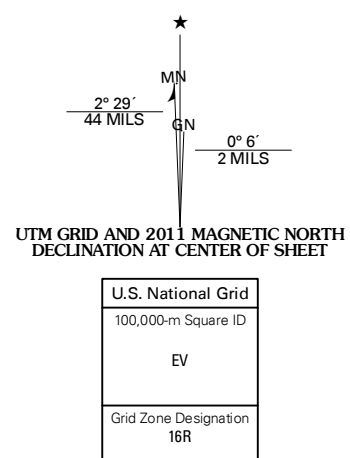 ★
MN
2° 29´
44 MILS
GN
0° 6´
2 MILS
UTM GRID AND 2011 MAGNETIC NORTH
DECLINATION AT CENTER OF SHEET
U.S. National Grid
100,000-m Square ID
EV
Grid Zone Designation
16R